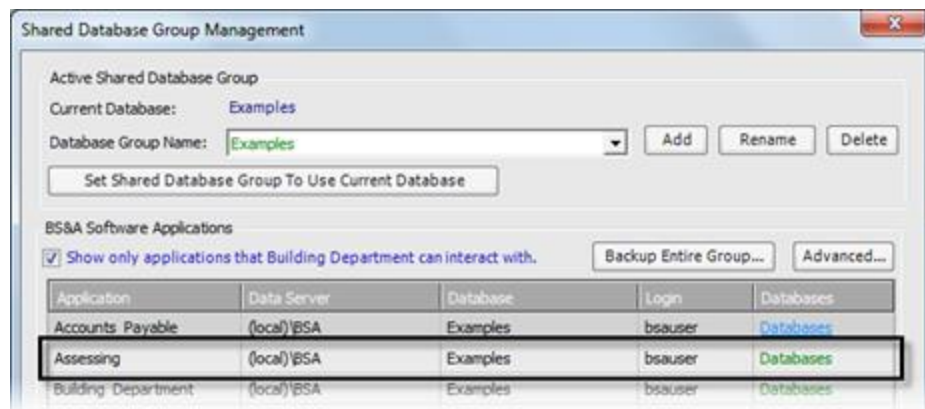 Shared Database Group Management
Active Shared Database Group
Current Database: Examples
Database Group Name: Examples Add Rename Delete
Set Shared Database Group To Use Current Database
BS&A Software Applications
Show only applications that Building Department can interact with. Backup Entire Group... Advanced...
Application Data Server Database Login Databases
Accounts Payable (local)\BSA Examples bsauser Databases
Assessing (local)\BSA Examples bsauser Databases
Building Department (local)\BSA Examples bsauser Databases